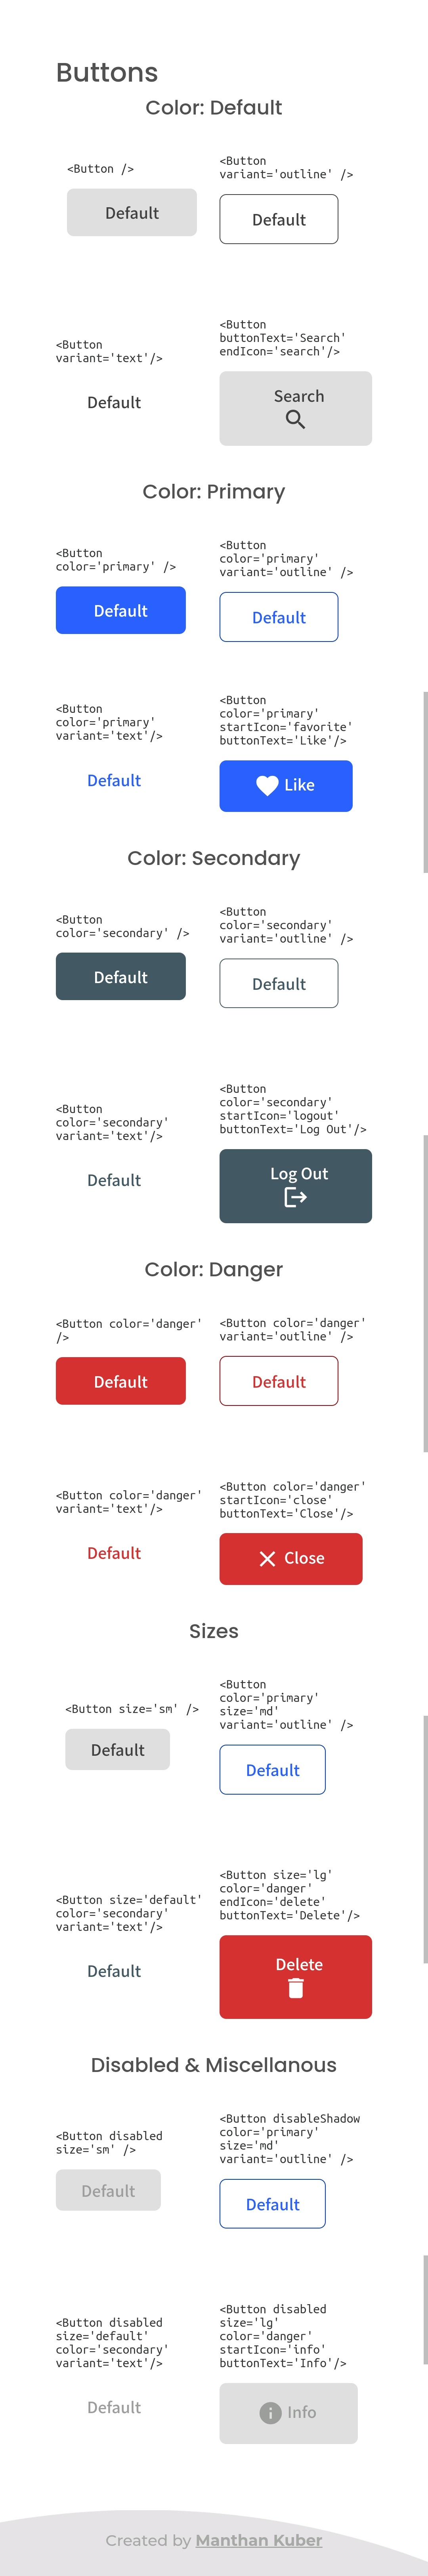 Buttons
Color: Default
<Button />
Default
<Button
variant='outline' />
Default
<Button
variant='text'/>
Default
<Button
buttonText='Search'
endIcon='search'/>
Search
Color: Primary
<Button
color='primary' />
Default
<Button
color='primary'
variant='outline' />
Default
<Button
color='primary'
variant='text'/>
Default
<Button
color='primary'
startIcon='favorite'
buttonText='Like'/>
Like
Color: Secondary
<Button
color='secondary' />
Default
<Button
color='secondary'
variant='outline' />
Default
<Button
color='secondary'
variant='text'/>
Default
<Button
color='secondary'
startIcon='logout'
buttonText='Log Out'/>
Log Out
Color: Danger
<Button color='danger'
/>
Default
<Button color='danger'
variant='outline' />
Default
<Button color='danger'
variant='text'/>
Default
<Button color='danger'
startIcon='close'
buttonText='Close'/>
Close
Sizes
<Button size='sm' />
Default
<Button
color='primary'
size='md'
variant='outline' />
Default
<Button size='default'
color='secondary'
variant='text'/>
Default
<Button size='lg'
color='danger'
endIcon='delete'
buttonText='Delete'/>
Delete
Disabled & Miscellanous
<Button disabled
size='sm' />
Default
<Button disableShadow
color='primary'
size='md'
variant='outline' />
Default
<Button disabled
size='default'
color='secondary'
variant='text'/>
Default
<Button disabled
size='lg'
color='danger'
startIcon='info'
buttonText='Info'/>
Info
Created by Manthan Kuber